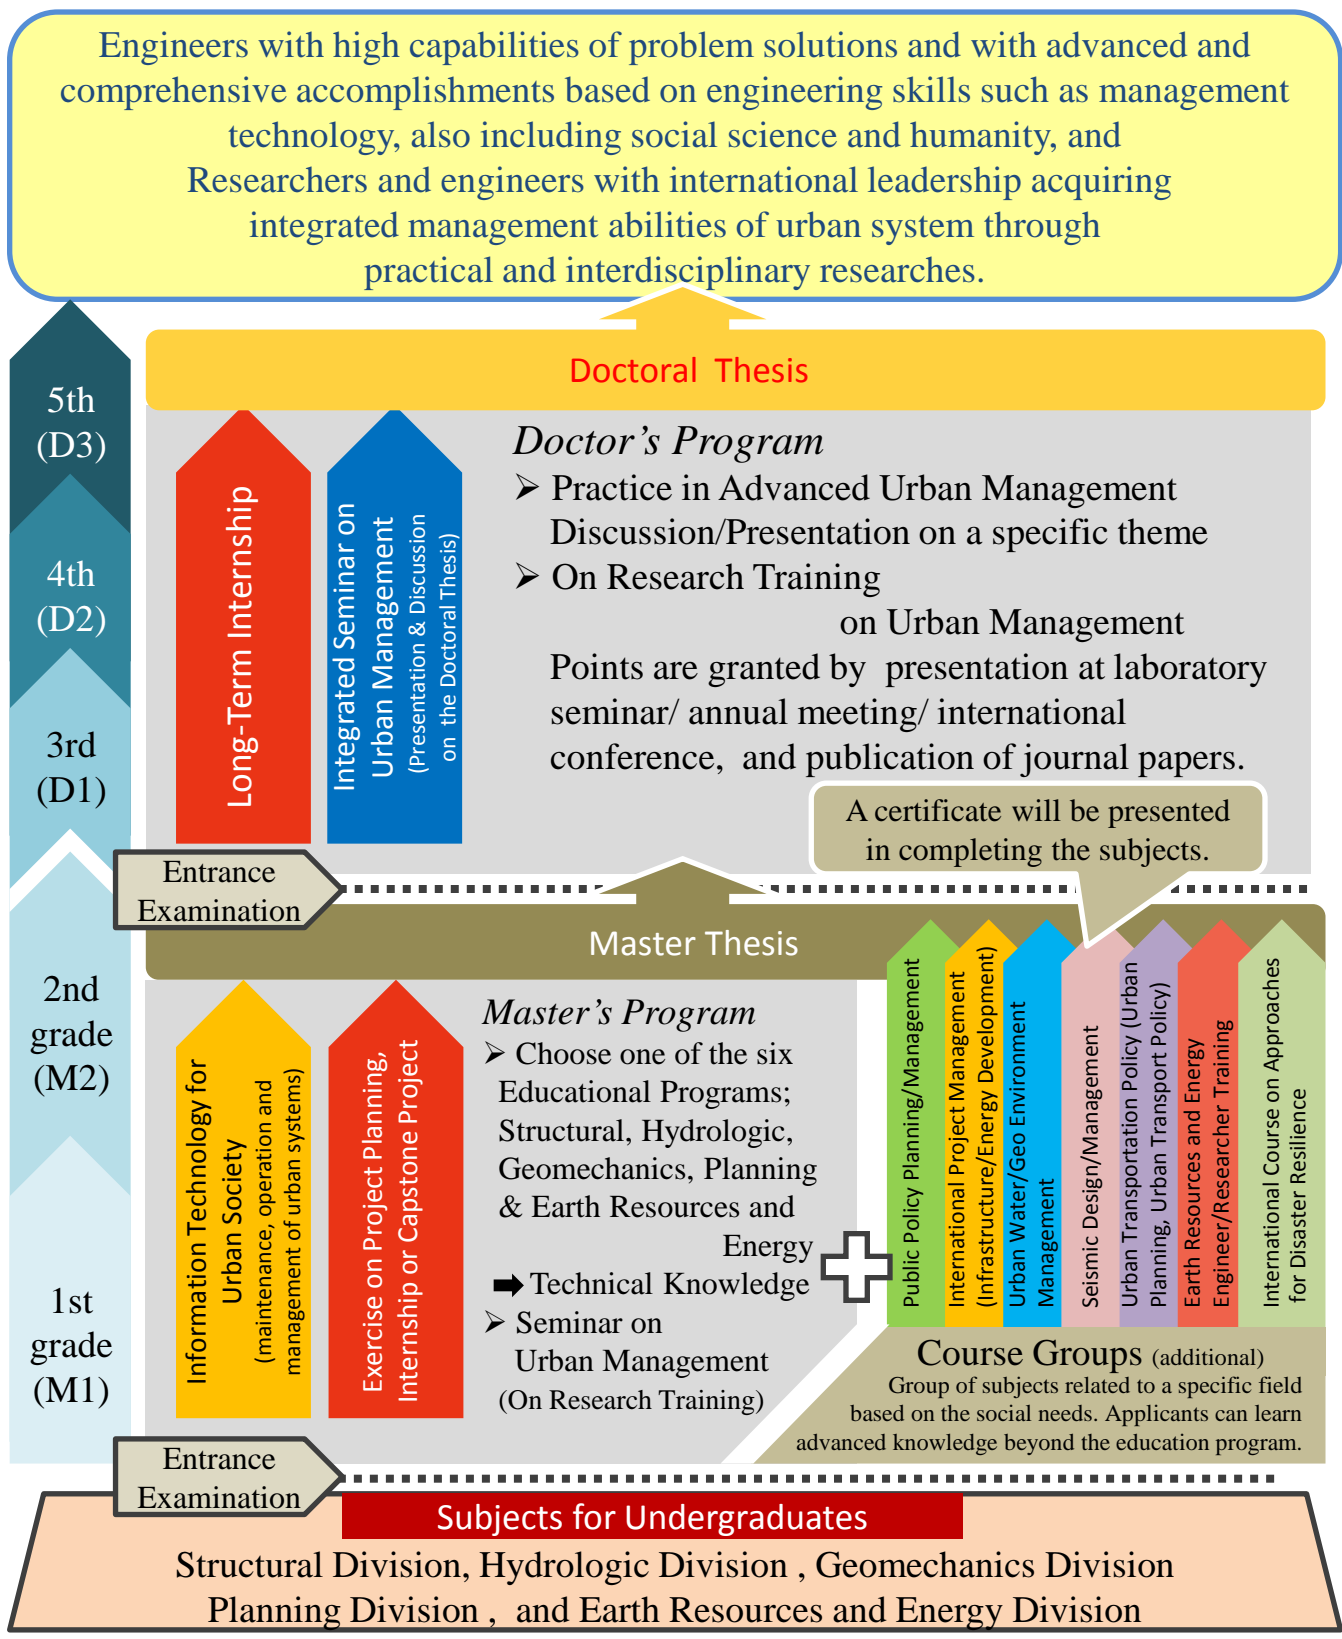 Engineers with high capabilities of problem solutions and with advanced and
comprehensive accomplishments based on engineering skills such as management
technology, also including social science and humanity, and
Researchers and engineers with international leadership acquiring
integrated management abilities of urban system through
practical and interdisciplinary researches.
Doctoral Thesis
5th
(D3)
4th
(D2)
3rd
(D1)
Long-Term Internship
Integrated Seminar on
Urban Management
(Presentation & Discussion
on the Doctoral Thesis)
Doctor's Program
➢ Practice in Advanced Urban Management
Discussion/Presentation on a specific theme
➢ On Research Training
on Urban Management
Points are granted by presentation at laboratory
seminar/ annual meeting/ international
conference, and publication of journal papers.
A certificate will be presented
in completing the subjects.
Entrance
Examination
Master Thesis
2nd
grade
(M2)
1st
grade
(M1)
Information Technology for
Urban Society
(maintenance, operation and
management of urban systems)
Exercise on Project Planning,
Internship or Capstone Project
Master's Program
➢ Choose one of the six
Educational Programs;
Structural, Hydrologic,
Geomechanics, Planning
& Earth Resources and
Energy
➡ Technical Knowledge
➢ Seminar on
Urban Management
(On Research Training)
Public Policy Planning/Management
International Project Management
(Infrastructure/Energy Development)
Urban Water/Geo Environment
Management
Seismic Design/Management
Urban Transportation Policy (Urban
Planning, Urban Transport Policy)
Earth Resources and Energy
Engineer/Researcher Training
International Course on Approaches
for Disaster Resilience
Course Groups (additional)
Group of subjects related to a specific field
based on the social needs. Applicants can learn
advanced knowledge beyond the education program.
Entrance
Examination
Subjects for Undergraduates
Structural Division, Hydrologic Division , Geomechanics Division
Planning Division , and Earth Resources and Energy Division